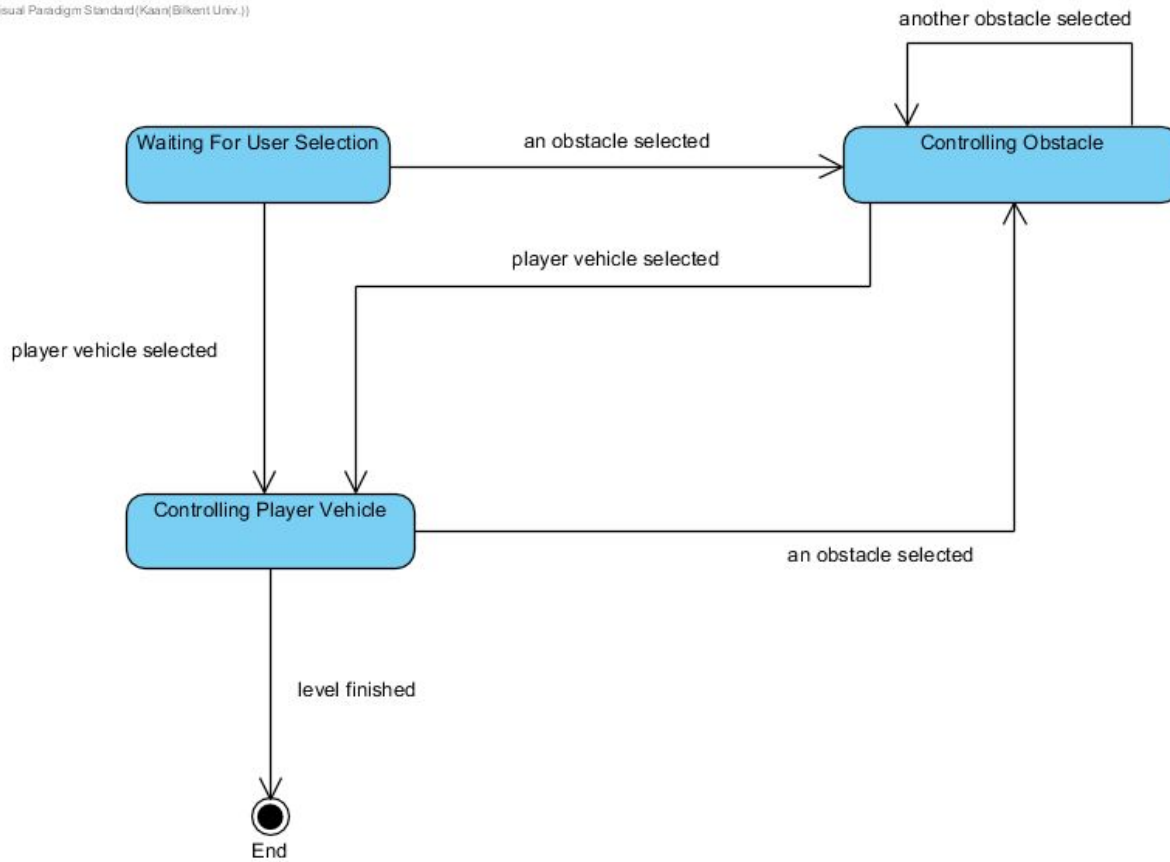 isual Paradigm Standard(Kaan(Bilkent Univ.))
another obstacle selected
Waiting For User Selection
an obstacle selected
Controlling Obstacle
player vehicle selected
player vehicle selected
Controlling Player Vehicle
an obstacle selected
level finished
End